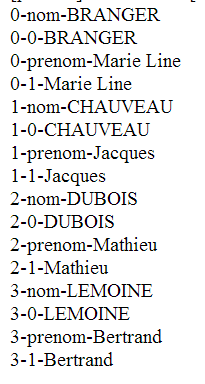 0-nom-BRANGER
0-0-BRANGER
0-prenom-Marie Line
0-1-Marie Line
1-nom-CHAUVEAU
1-0-CHAUVEAU
1-prenom-Jacques
1-1-Jacques
2-nom-DUBOIS
2-0-DUBOIS
2-prenom-Mathieu
2-1-Mathieu
3-nom-LEMOINE
3-0-LEMOINE
3-prenom-Bertrand
3-1-Bertrand